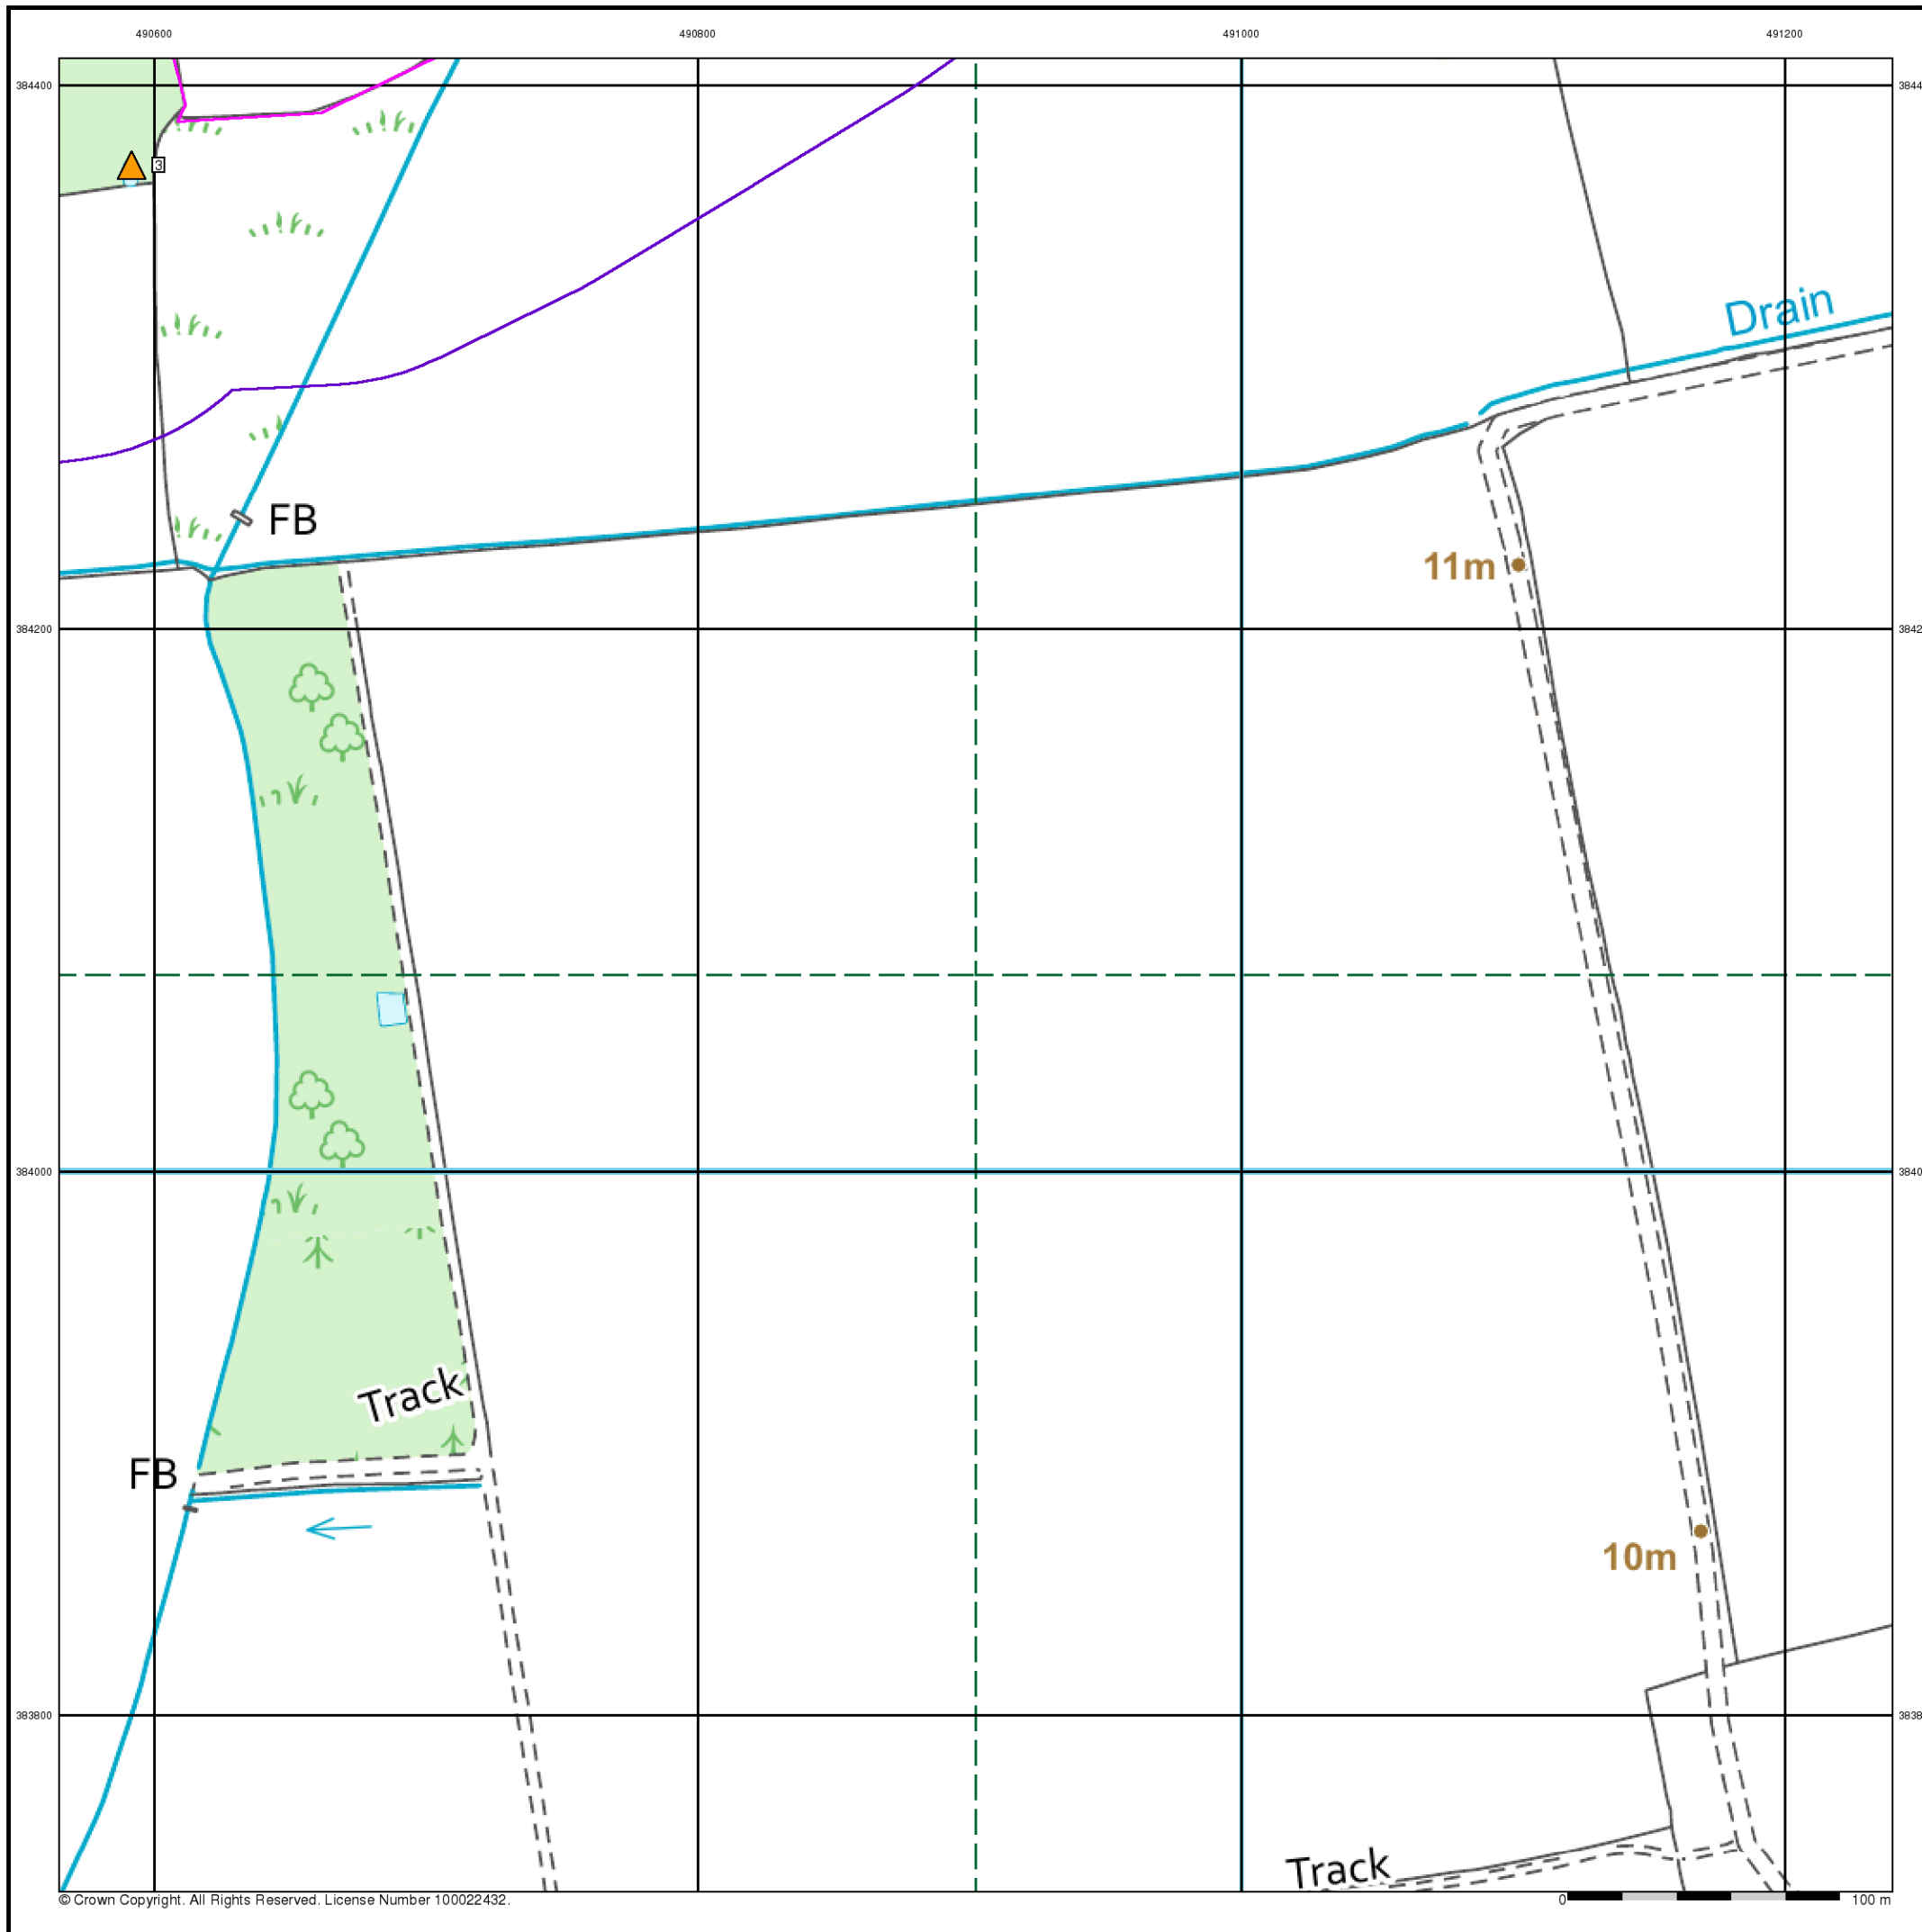 490600 490800 491000 491200
384400 3844
3
Drain
FB
11m
384200 3842
384000 3840
Track
FB
10m
383800 3838
Track
© Crown Copyright. All Rights Reserved. License Number 100022432.
0 100 m